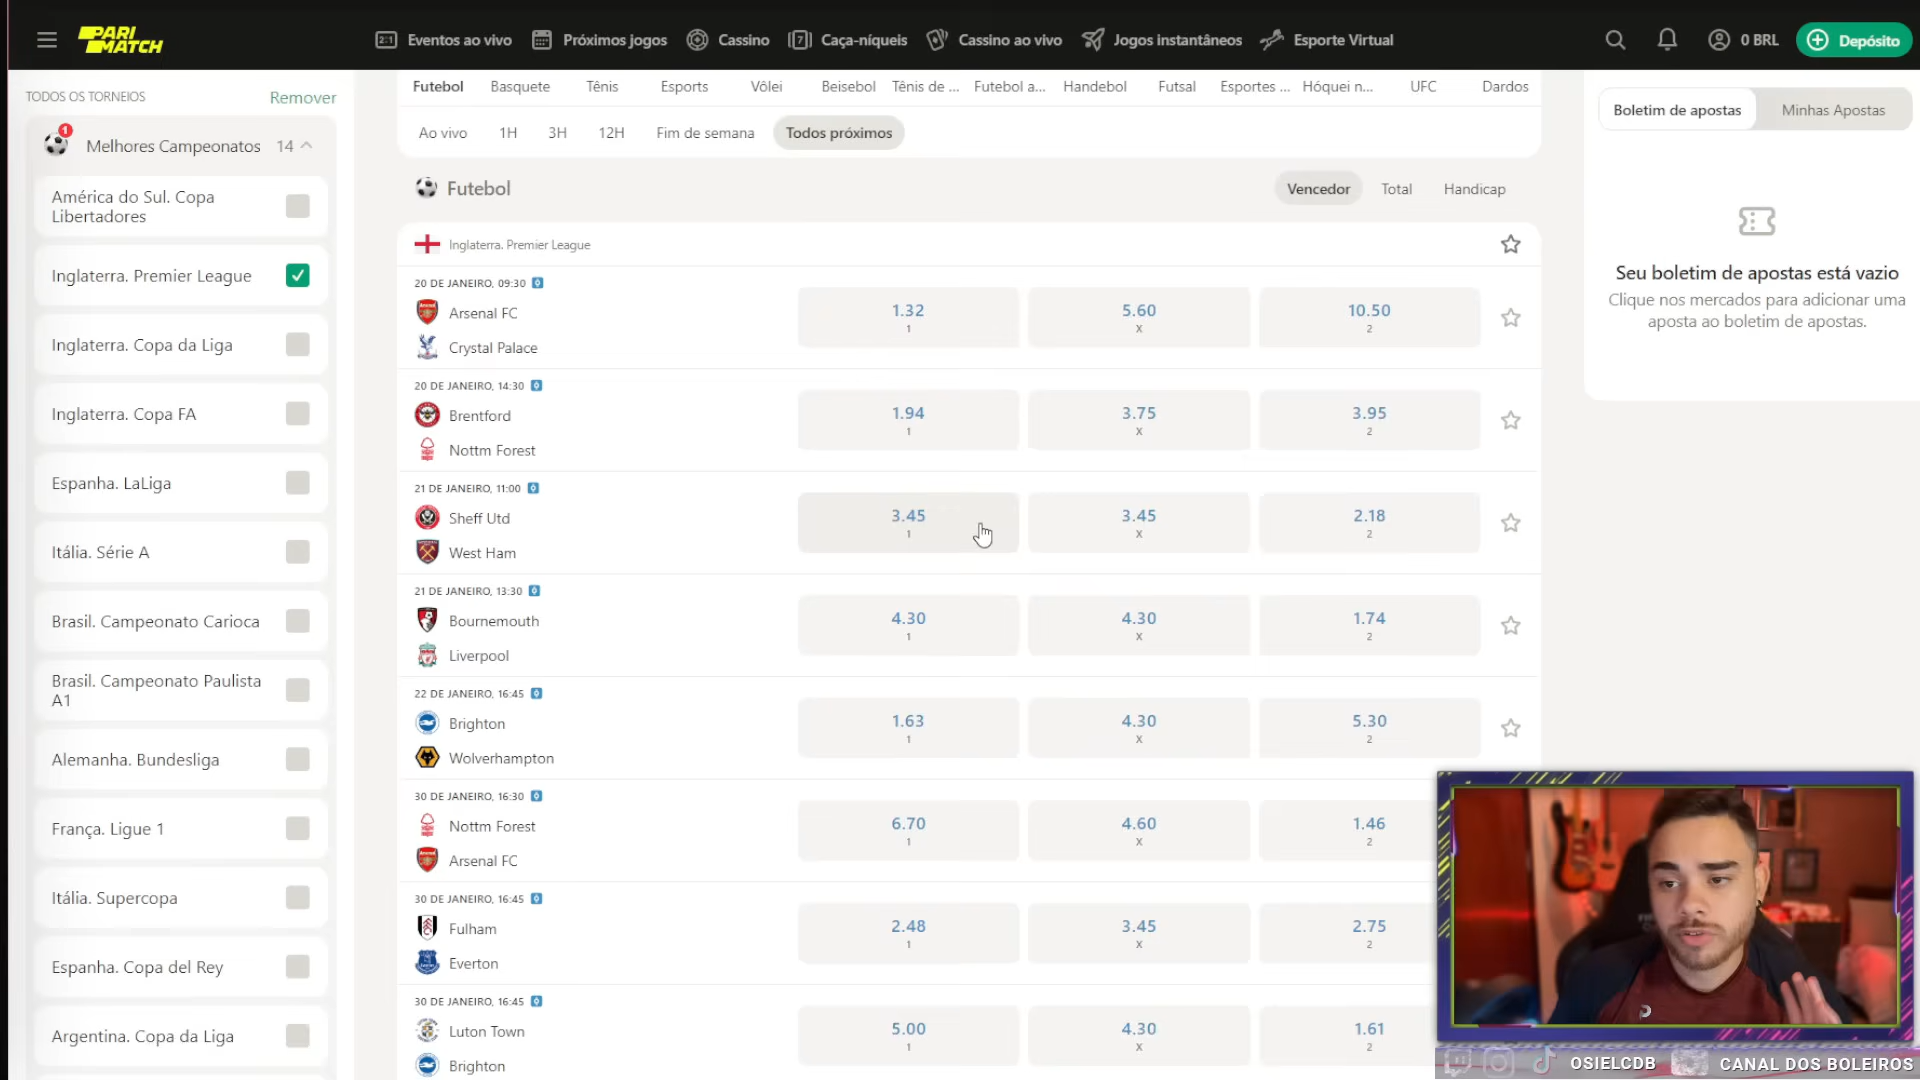 PARI MATCH
Eventos ao vivo
Próximos jogos
Cassino
Caça-níqueis
Cassino ao vivo
Jogos instantâneos
Esporte Virtual
0 BRL
Depósito
TODOS OS TORNEIOS
Remover
1
Melhores Campeonatos 14
América do Sul. Copa
Libertadores
Inglaterra. Premier League
Inglaterra. Copa da Liga
Inglaterra. Copa FA
Espanha. LaLiga
Itália. Série A
Brasil. Campeonato Carioca
Brasil. Campeonato Paulista
A1
Alemanha. Bundesliga
França. Ligue 1
Itália. Supercopa
Espanha. Copa del Rey
Argentina. Copa da Liga
Futebol Basquete Tênis Esports Vôlei Beisebol Tênis de ... Futebol a... Handebol Futsal Esportes ... Hóquei n... UFC Dardos
Ao vivo 1H 3H 12H Fim de semana Todos próximos
Futebol
Vencedor Total Handicap
Inglaterra. Premier League
20 DE JANEIRO, 09:30
Arsenal FC
Crystal Palace
1.32 5.60 10.50
1 X 2
20 DE JANEIRO, 14:30
Brentford
Nottm Forest
1.94 3.75 3.95
1 X 2
21 DE JANEIRO, 11:00
Sheff Utd
West Ham
3.45 3.45 2.18
1 X 2
21 DE JANEIRO, 13:30
Bournemouth
Liverpool
4.30 4.30 1.74
1 X 2
22 DE JANEIRO, 16:45
Brighton
Wolverhampton
1.63 4.30 5.30
1 X 2
30 DE JANEIRO, 16:30
Nottm Forest
Arsenal FC
6.70 4.60 1.46
1 X 2
30 DE JANEIRO, 16:45
Fulham
Everton
2.48 3.45 2.75
1 X 2
30 DE JANEIRO, 16:45
Luton Town
Brighton
5.00 4.30 1.61
1 X 2
Boletim de apostas
Minhas Apostas
Seu boletim de apostas está vazio
Clique nos mercados para adicionar uma
aposta ao boletim de apostas.
OSIELCDB
CANAL DOS BOLEIROS